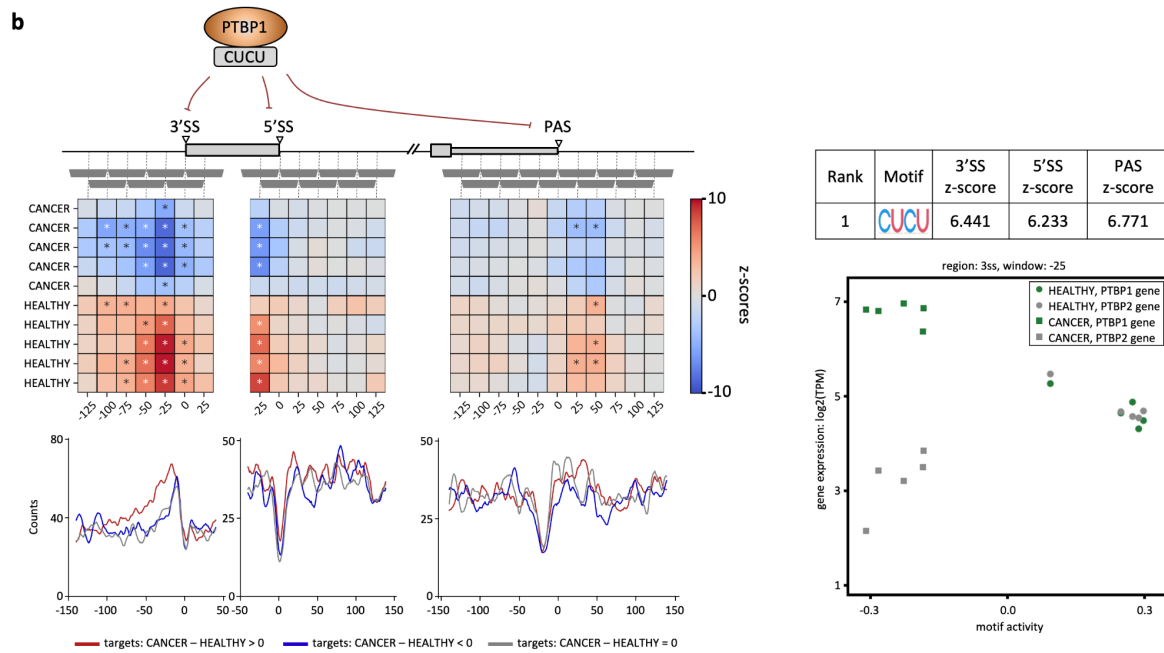 b
PTBP1
CUCU
3'SS
5'SS
PAS
//
CANCER *
CANCER * * * * * * * *
CANCER * * * * * *
CANCER * * * *
CANCER *
HEALTHY * * * *
HEALTHY * * *
HEALTHY * * * * *
HEALTHY * * * * * * *
HEALTHY * * * * *
10
0
-10
z-scores
-125 -100 -75 -50 -25 0 25
-25 0 25 50 75 100 125
-125 -100 -75 -50 -25 0 25 50 75 100 125
Counts
80
40
0
-150 -100 -50 0 50
50
25
0
-50 0 50 100 150
50
25
0
-150 -100 -50 0 50 100 150
targets: CANCER – HEALTHY > 0
targets: CANCER – HEALTHY < 0
targets: CANCER – HEALTHY = 0
Rank Motif 3'SS z-score 5'SS z-score PAS z-score
1 CUCU 6.441 6.233 6.771
region: 3ss, window: -25
HEALTHY, PTBP1 gene
HEALTHY, PTBP2 gene
CANCER, PTBP1 gene
CANCER, PTBP2 gene
gene expression: log2(TPM)
7
5
3
1
-0.3 0.0 0.3
motif activity